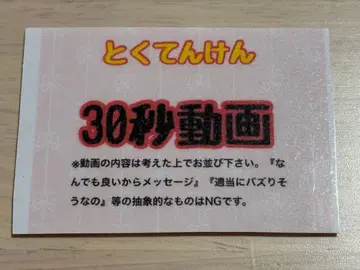 とくてんけん
30秒動画
※動画の内容は考えた上でお並び下さい。『な
んでも良いからメッセージ』『適当にバズりそ
うなの』等の抽象的なものはNGです。